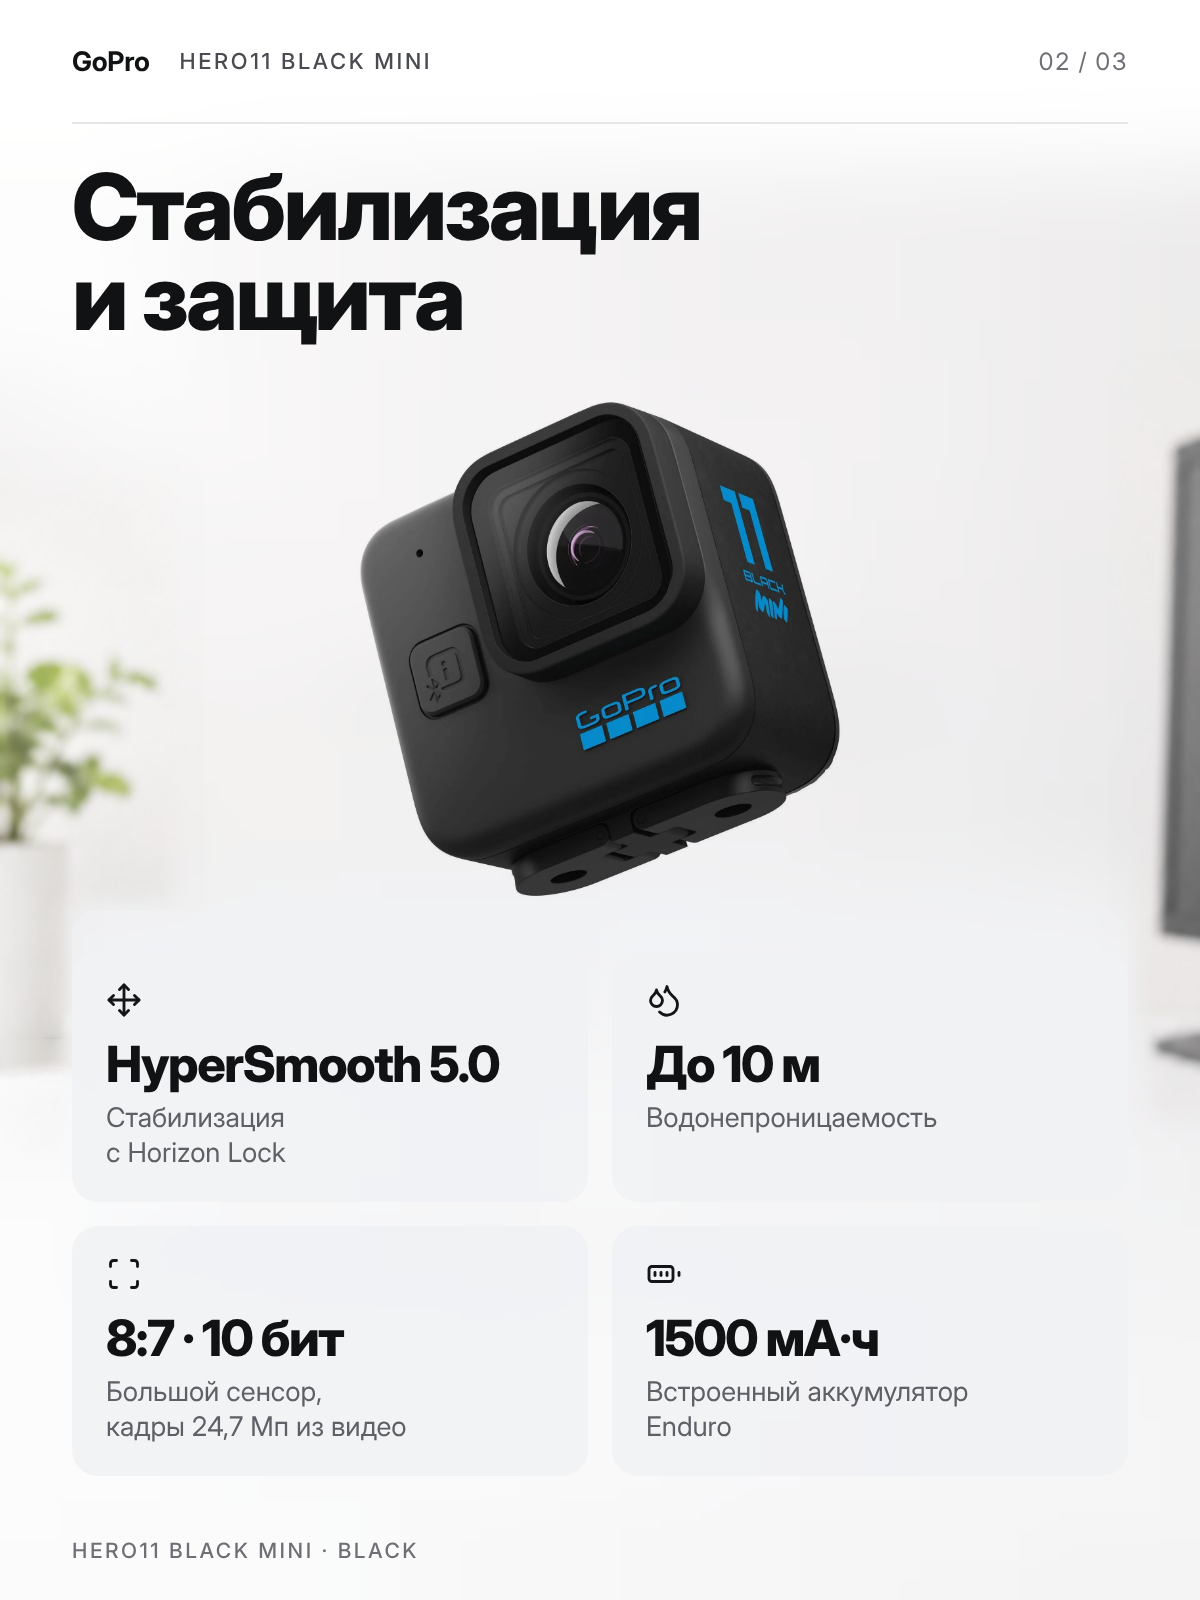 GoPro HERO11 BLACK MINI 02 / 03
Стабилизация
и защита
11
BLACK
MINI
GoPro
HyperSmooth 5.0
Стабилизация
с Horizon Lock
До 10 м
Водонепроницаемость
8:7 · 10 бит
Большой сенсор,
кадры 24,7 Мп из видео
1500 мА·ч
Встроенный аккумулятор
Enduro
HERO11 BLACK MINI · BLACK